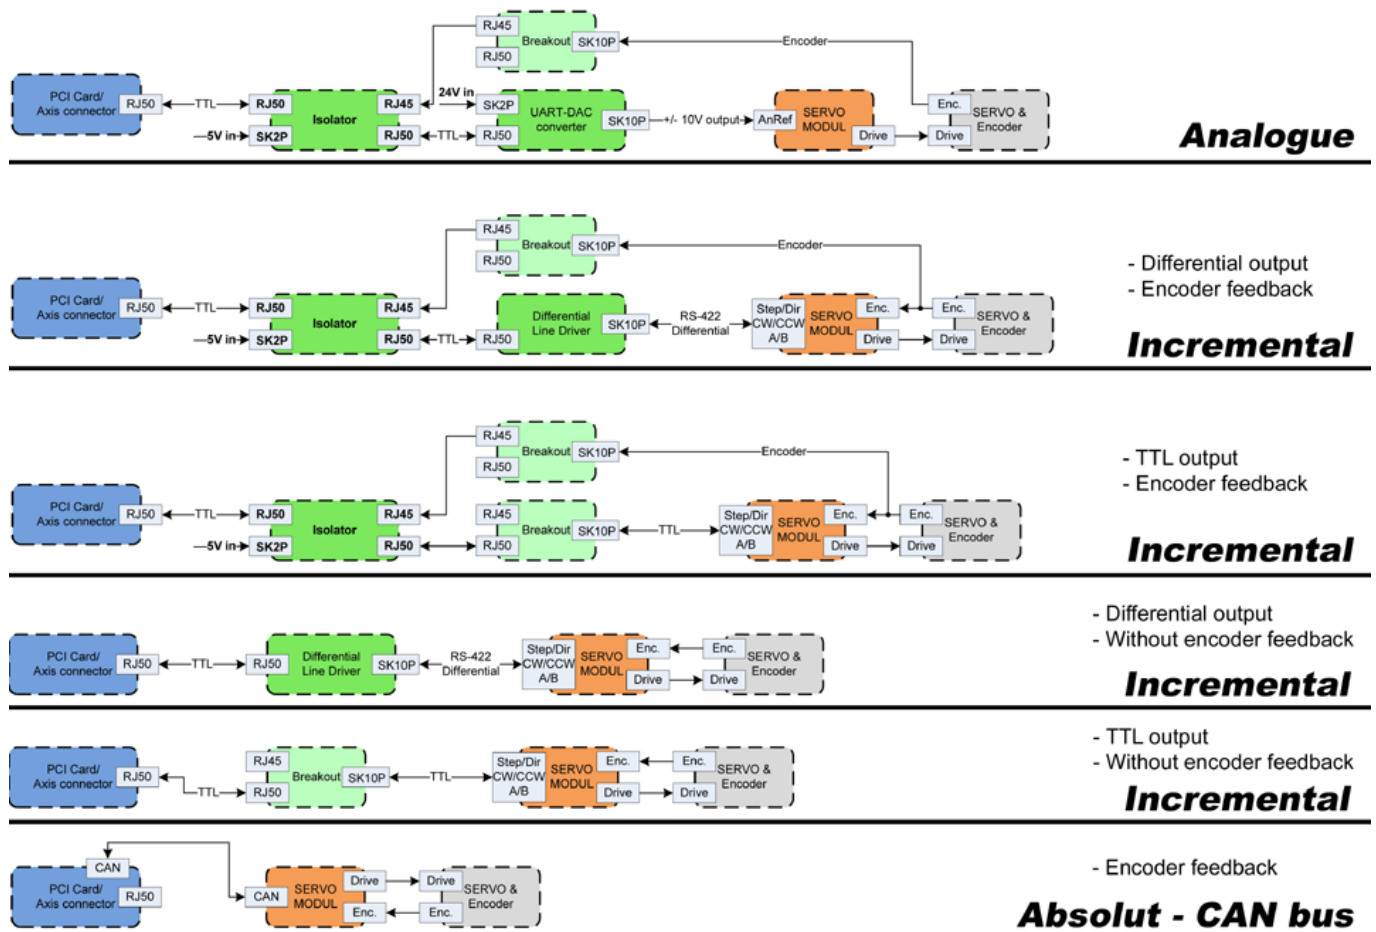 RJ45
Breakout
SK10P
Encoder
RJ50
PCI Card/
Axis connector
RJ50
TTL
RJ50
Isolator
RJ45
24V in
SK2P
UART-DAC
converter
SK10P
+/- 10V output
AnRef
SERVO
MODUL
Drive
Enc.
SERVO &
Encoder
Drive
5V in
SK2P
RJ50
TTL
RJ50
Analogue
RJ45
Breakout
SK10P
Encoder
RJ50
- Differential output
- Encoder feedback
PCI Card/
Axis connector
RJ50
TTL
RJ50
Isolator
RJ45
Differential
Line Driver
SK10P
RS-422
Differential
Step/Dir
CW/CCW
A/B
SERVO
MODUL
Enc.
Drive
Enc.
SERVO &
Encoder
Drive
5V in
SK2P
RJ50
TTL
RJ50
Incremental
RJ45
Breakout
SK10P
Encoder
RJ50
- TTL output
- Encoder feedback
PCI Card/
Axis connector
RJ50
TTL
RJ50
Isolator
RJ45
RJ45
Breakout
SK10P
TTL
Step/Dir
CW/CCW
A/B
SERVO
MODUL
Enc.
Drive
Enc.
SERVO &
Encoder
Drive
5V in
SK2P
RJ50
RJ50
Incremental
- Differential output
- Without encoder feedback
PCI Card/
Axis connector
RJ50
TTL
RJ50
Differential
Line Driver
SK10P
RS-422
Differential
Step/Dir
CW/CCW
A/B
SERVO
MODUL
Enc.
Drive
Enc.
SERVO &
Encoder
Drive
Incremental
- TTL output
- Without encoder feedback
PCI Card/
Axis connector
RJ50
TTL
RJ45
Breakout
RJ50
SK10P
TTL
Step/Dir
CW/CCW
A/B
SERVO
MODUL
Enc.
Drive
Enc.
SERVO &
Encoder
Drive
Incremental
CAN
PCI Card/
Axis connector
RJ50
CAN
SERVO
MODUL
Drive
Enc.
Drive
SERVO &
Encoder
Enc.
- Encoder feedback
Absolut - CAN bus